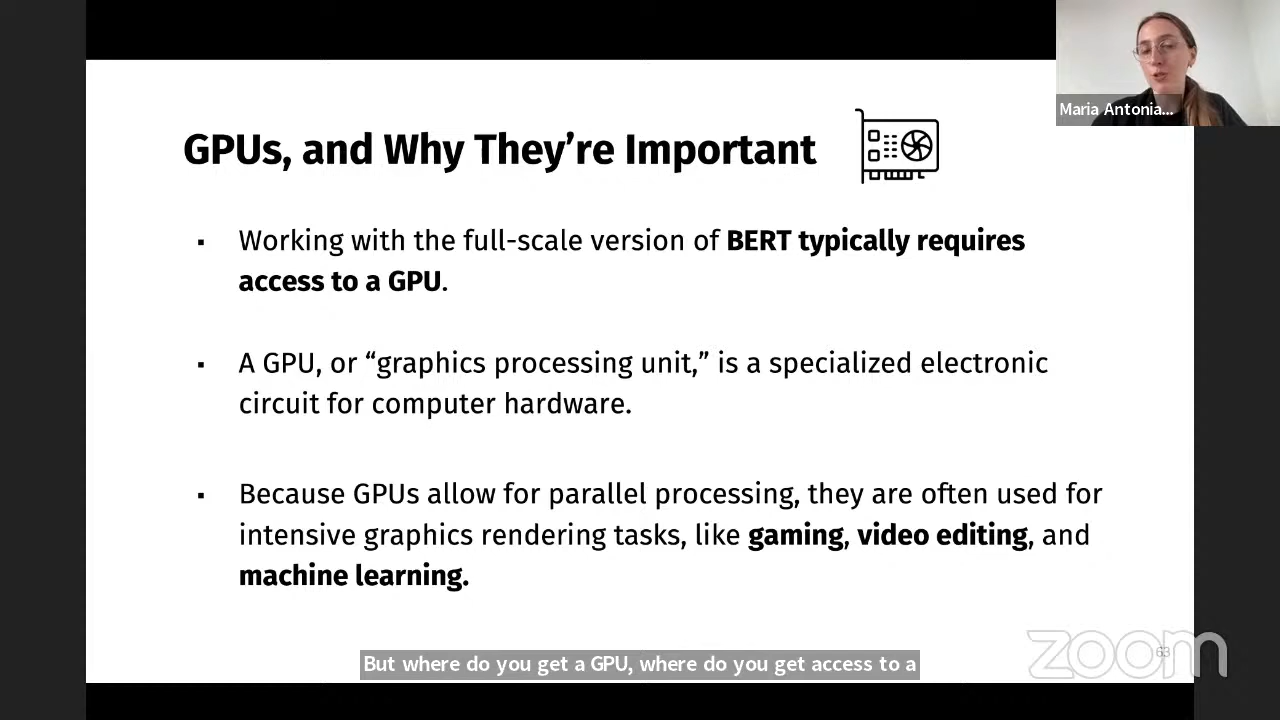 Maria Antonia...
GPUs, and Why They’re Important
▪ Working with the full-scale version of BERT typically requires
access to a GPU.
▪ A GPU, or “graphics processing unit,” is a specialized electronic
circuit for computer hardware.
▪ Because GPUs allow for parallel processing, they are often used for
intensive graphics rendering tasks, like gaming, video editing, and
machine learning.
zoom
63
But where do you get a GPU, where do you get access to a